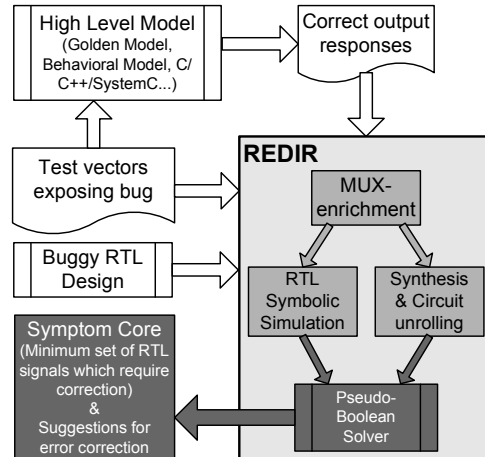 High Level Model
(Golden Model,
Behavioral Model, C/
C++/SystemC...)
Correct output
responses
Test vectors
exposing bug
Buggy RTL
Design
REDIR
MUX-
enrichment
RTL
Symbolic
Simulation
Synthesis
& Circuit
unrolling
Pseudo-
Boolean
Solver
Symptom Core
(Minimum set of RTL
signals which require
correction)
&
Suggestions for
error correction